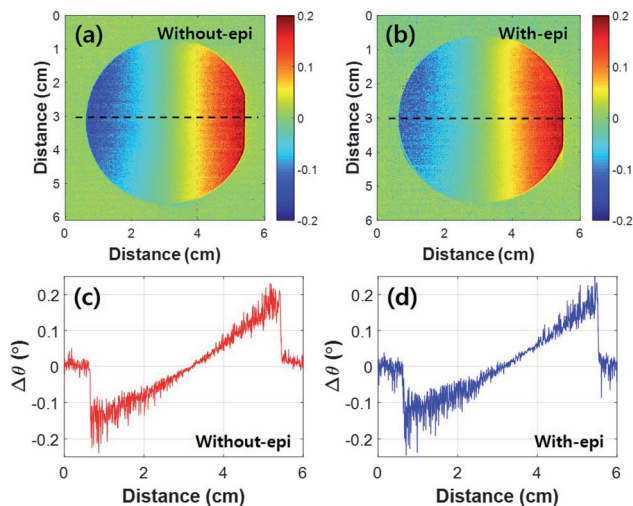 (a) Without-epi
Distance (cm)
0
1
2
3
4
5
6
0 2 4 6
Distance (cm)
0.2
0.1
0
-0.1
-0.2
(b) With-epi
Distance (cm)
0
1
2
3
4
5
6
0 2 4 6
Distance (cm)
0.2
0.1
0
-0.1
-0.2
(c)
Δθ (°)
0.2
0.1
0
-0.1
-0.2
Without-epi
0 2 4 6
Distance (cm)
(d)
Δθ (°)
0.2
0.1
0
-0.1
-0.2
With-epi
0 2 4 6
Distance (cm)